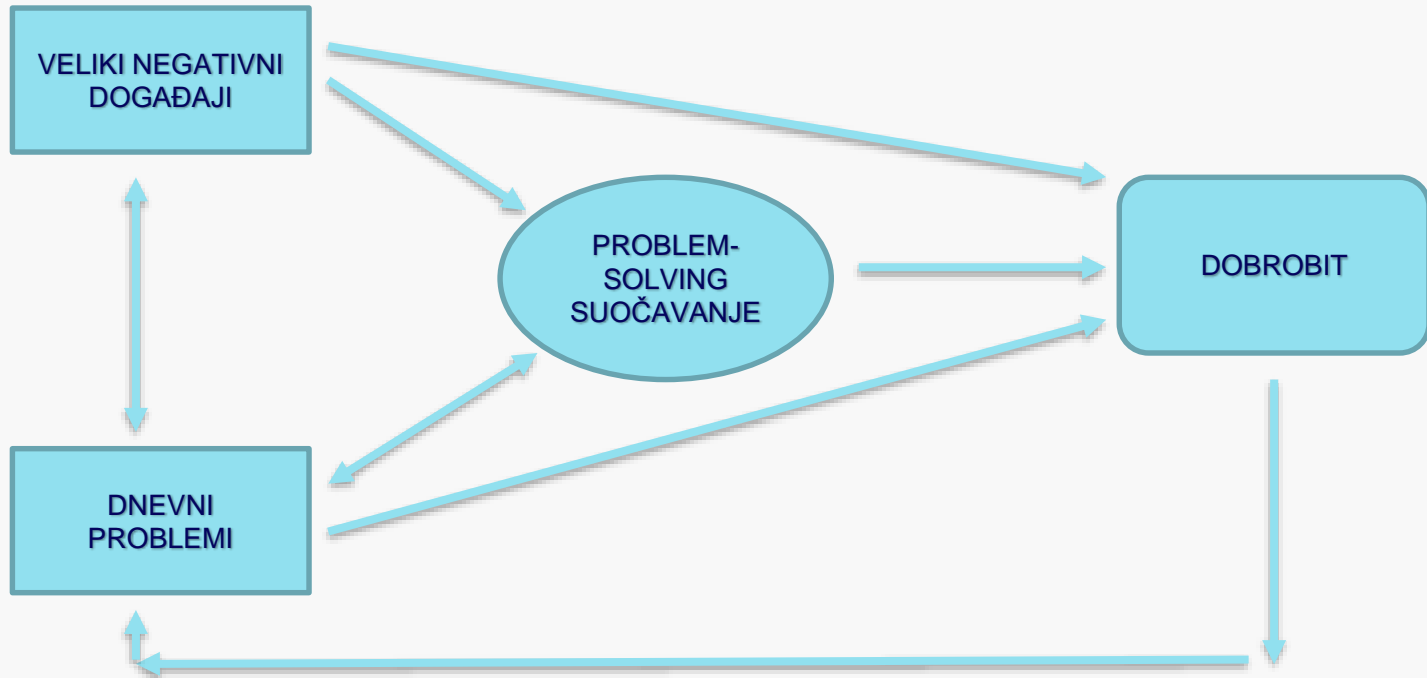 VELIKI NEGATIVNI
DOGAĐAJI
PROBLEM-
SOLVING
SUOČAVANJE
DOBROBIT
DNEVNI
PROBLEMI